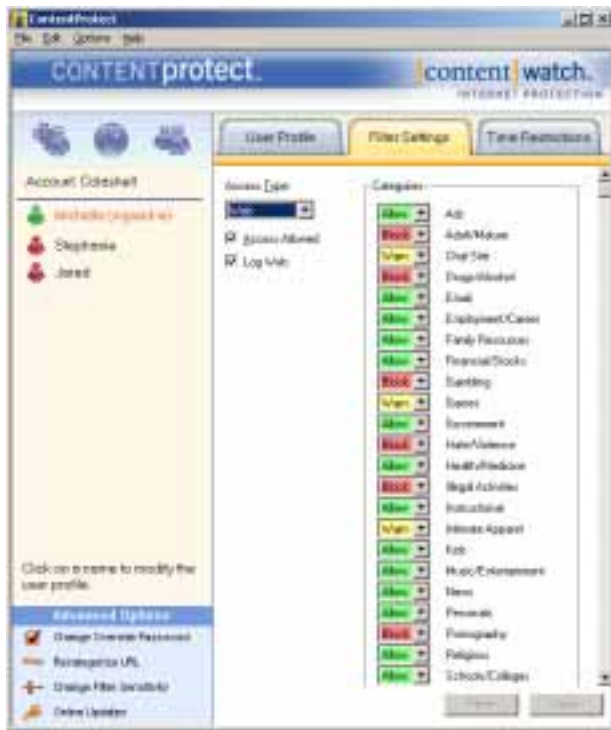 ContentProtect
File Edit Options Help
CONTENTprotect.
content watch.
INTERNET PROTECTION
User Profile
Filter Settings
Time Restrictions
Account:
Michelle
Stephanie
Jared
Click on a name to modify the
user profile.
Advanced Options
Change Override Password
Recategorize URL
Change Filter Sensitivity
Online Updates
Access Type:
Web
Access Allowed
Log Web
Categories
Allow Ads
Block Adult/Mature
Warn Chat Site
Block Drugs/Alcohol
Allow Email
Allow Employment/Career
Allow Family Resources
Allow Financial/Stocks
Block Gambling
Warn Games
Allow Government
Block Hate/Violence
Allow Health/Medicine
Block Illegal Activities
Allow Instructional
Warn Intimate Apparel
Allow Kids
Allow Music/Entertainment
Allow News
Allow Personals
Block Pornography
Allow Religious
Allow Schools/Colleges